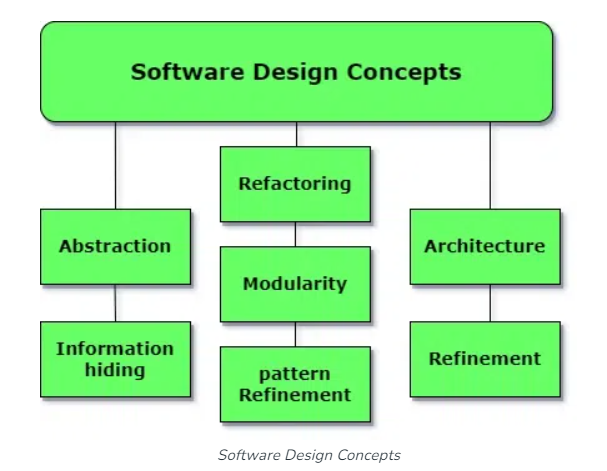 Software Design Concepts
Refactoring
Abstraction
Architecture
Modularity
Information
hiding
Refinement
pattern
Refinement
Software Design Concepts